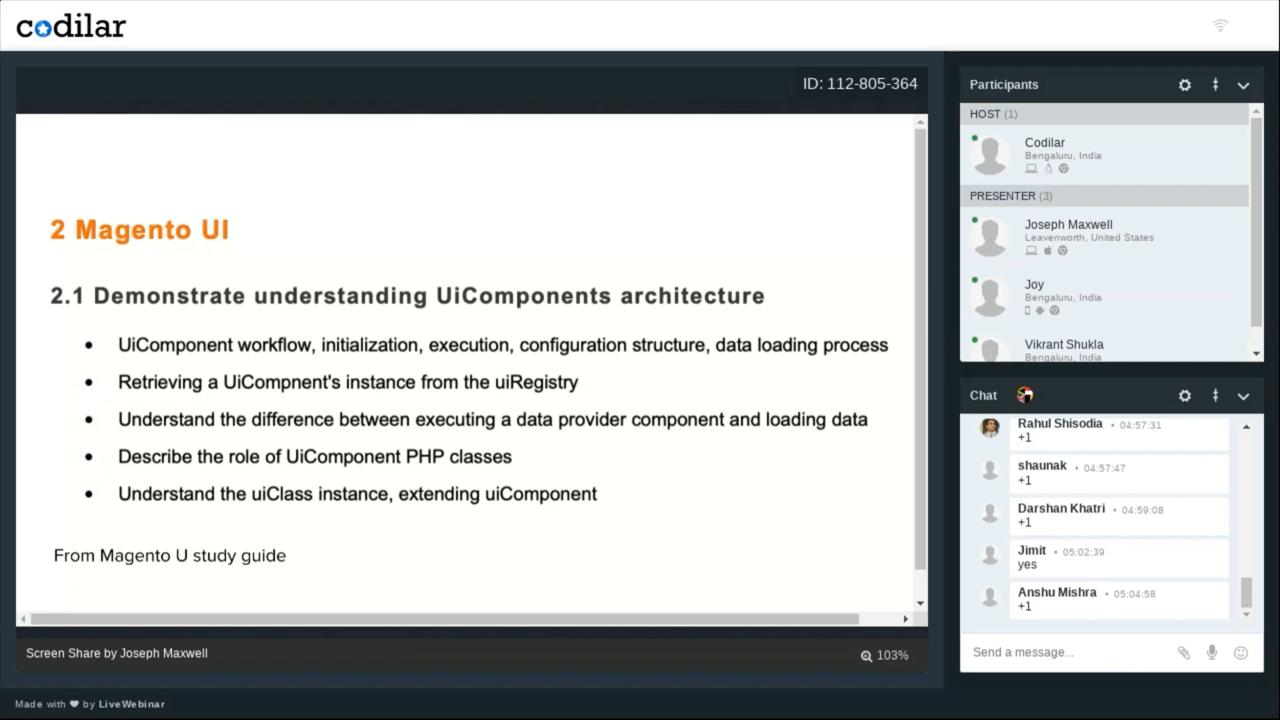 codilar
ID: 112-805-364
2 Magento UI
2.1 Demonstrate understanding UiComponents architecture
• UiComponent workflow, initialization, execution, configuration structure, data loading process
• Retrieving a UiCompnent's instance from the uiRegistry
• Understand the difference between executing a data provider component and loading data
• Describe the role of UiComponent PHP classes
• Understand the uiClass instance, extending uiComponent
From Magento U study guide
Screen Share by Joseph Maxwell
103%
Made with ❤ by LiveWebinar
Participants
HOST (1)
Codilar
Bengaluru, India
PRESENTER (3)
Joseph Maxwell
Leavenworth, United States
Joy
Bengaluru, India
Vikrant Shukla
Bengaluru, India
Chat
Rahul Shisodia • 04:57:31
+1
shaunak • 04:57:47
+1
Darshan Khatri • 04:59:08
+1
Jimit • 05:02:39
yes
Anshu Mishra • 05:04:58
+1
Send a message...